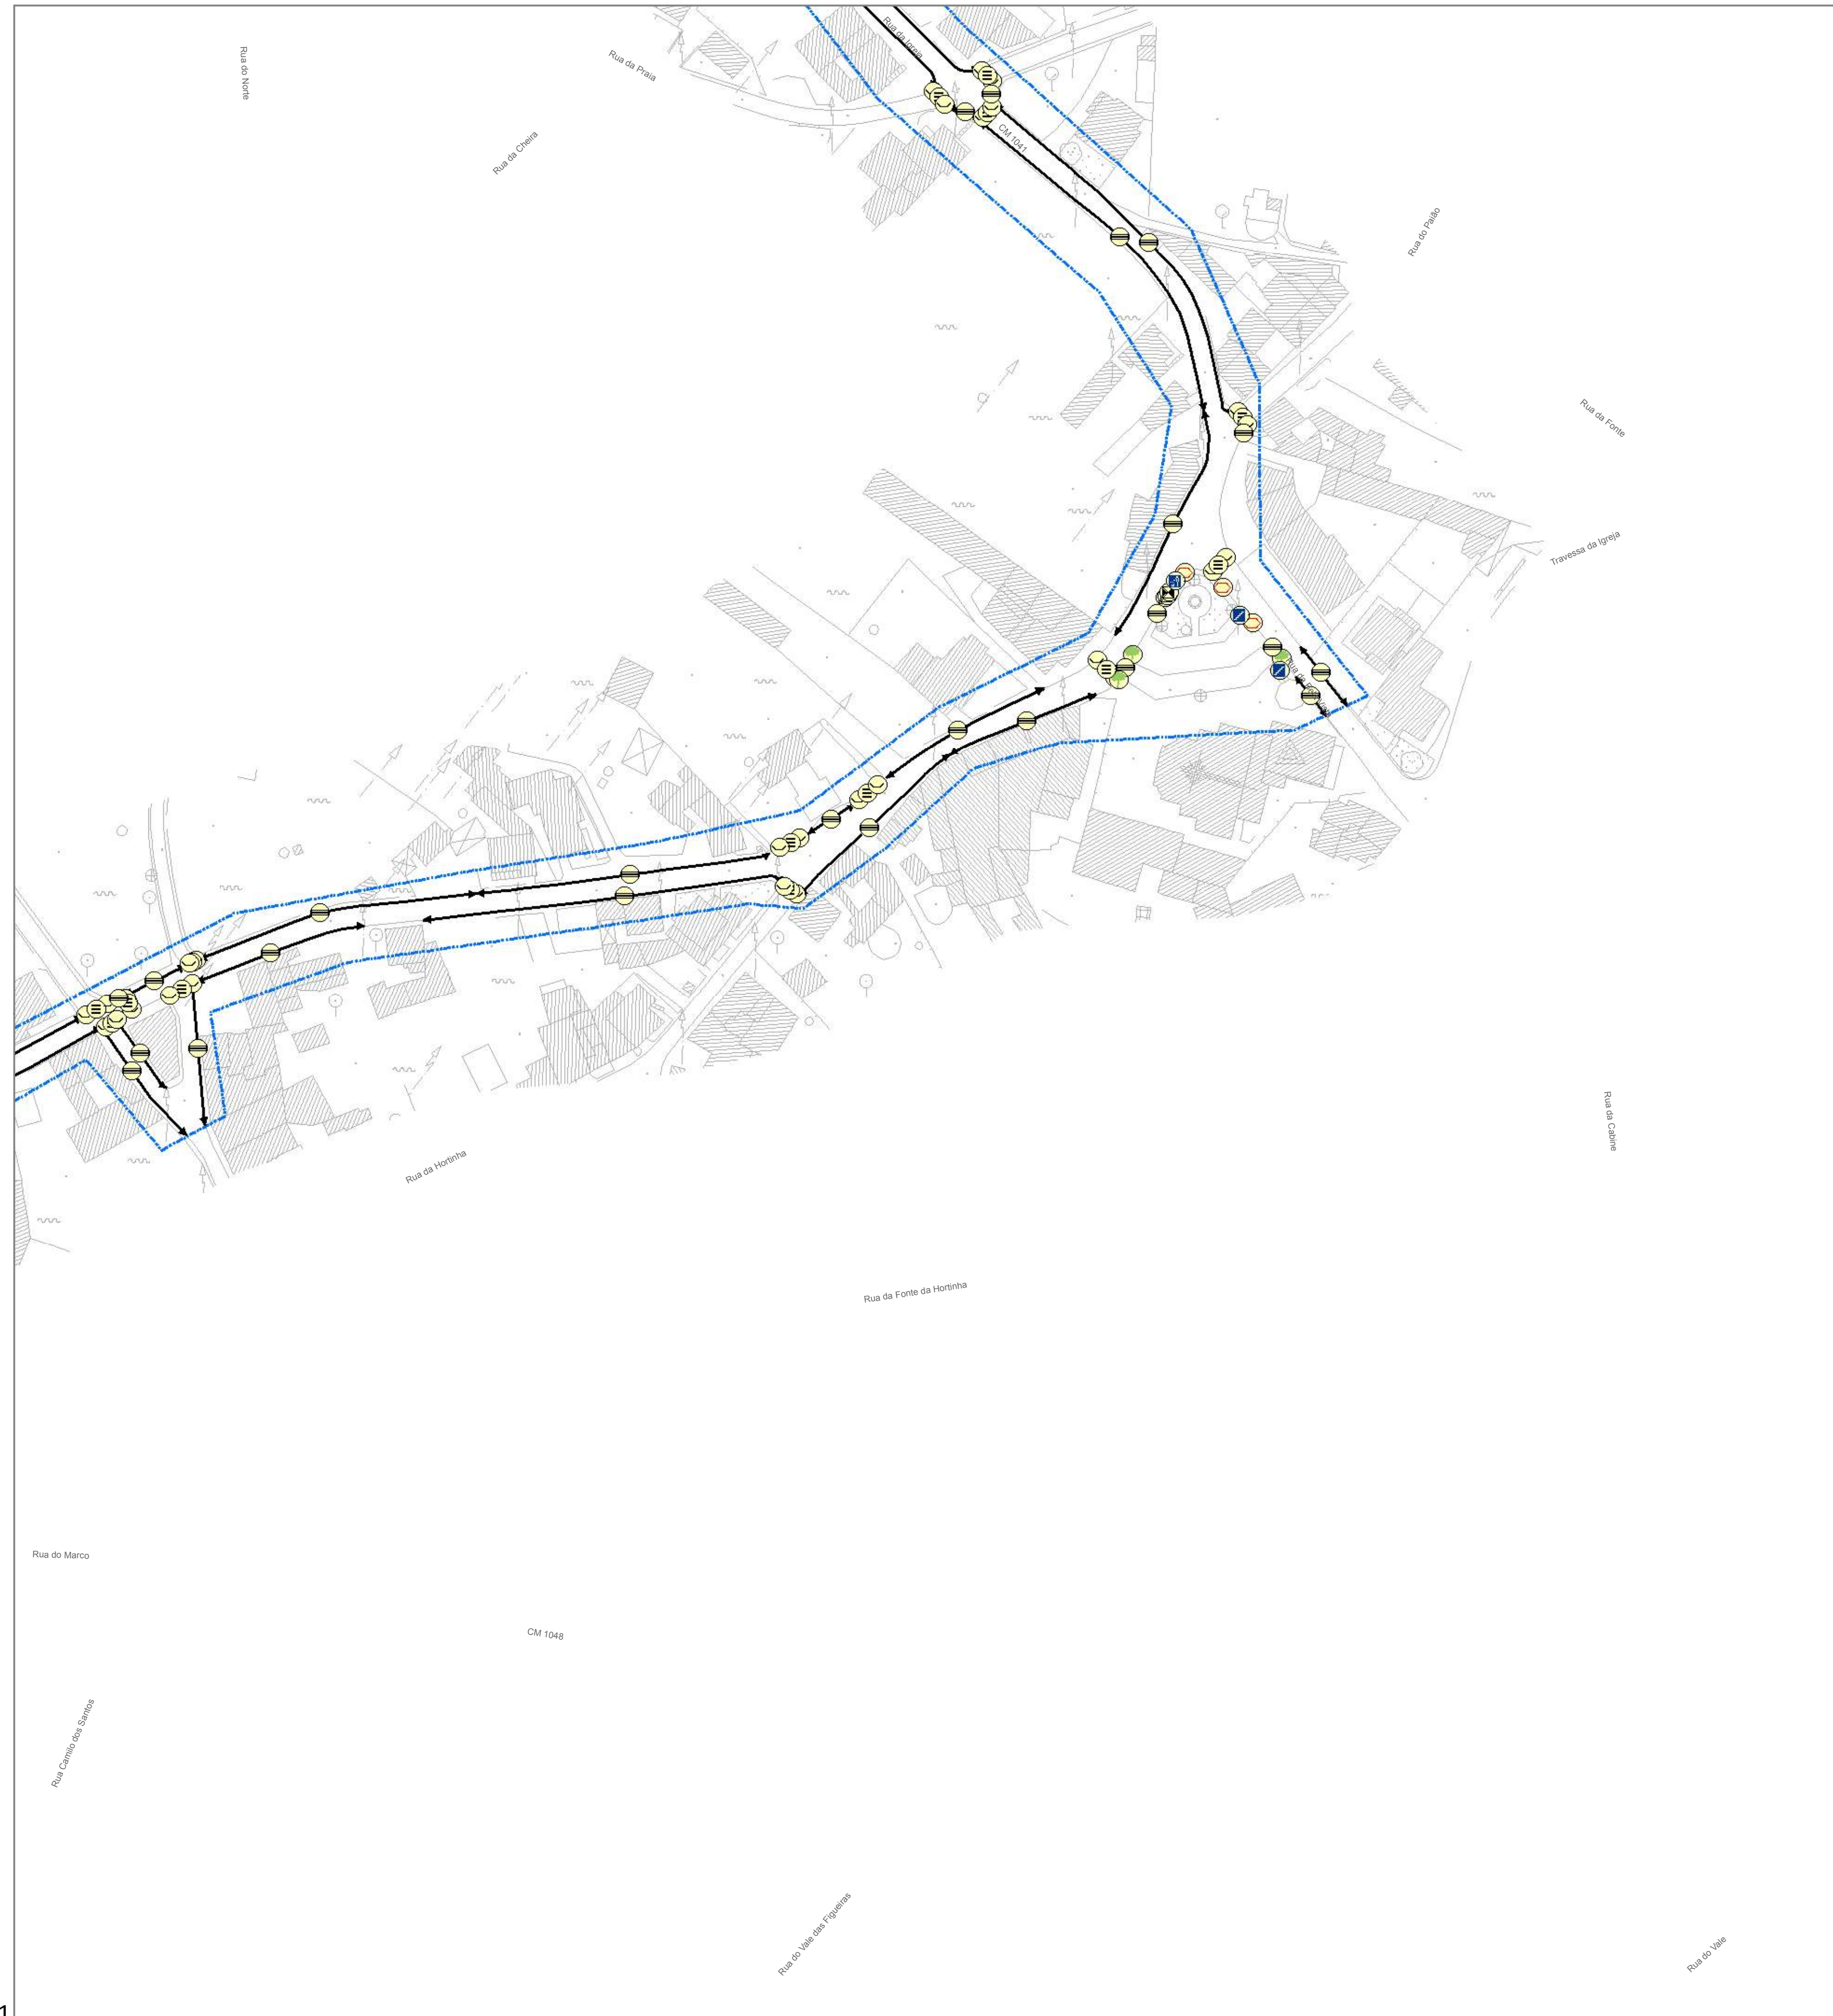 Rua da Igreja
Rua do Norte
Rua da Praia
CM 1041
Rua da Cheira
Rua do Paião
Rua da Fonte
Travessa da Igreja
Rua da
Rua da Cabine
Rua da Hortinha
Rua da Fonte da Hortinha
Rua do Marco
CM 1048
Rua Camilo dos Santos
Rua do Vale das Figueiras
Rua do Vale
1